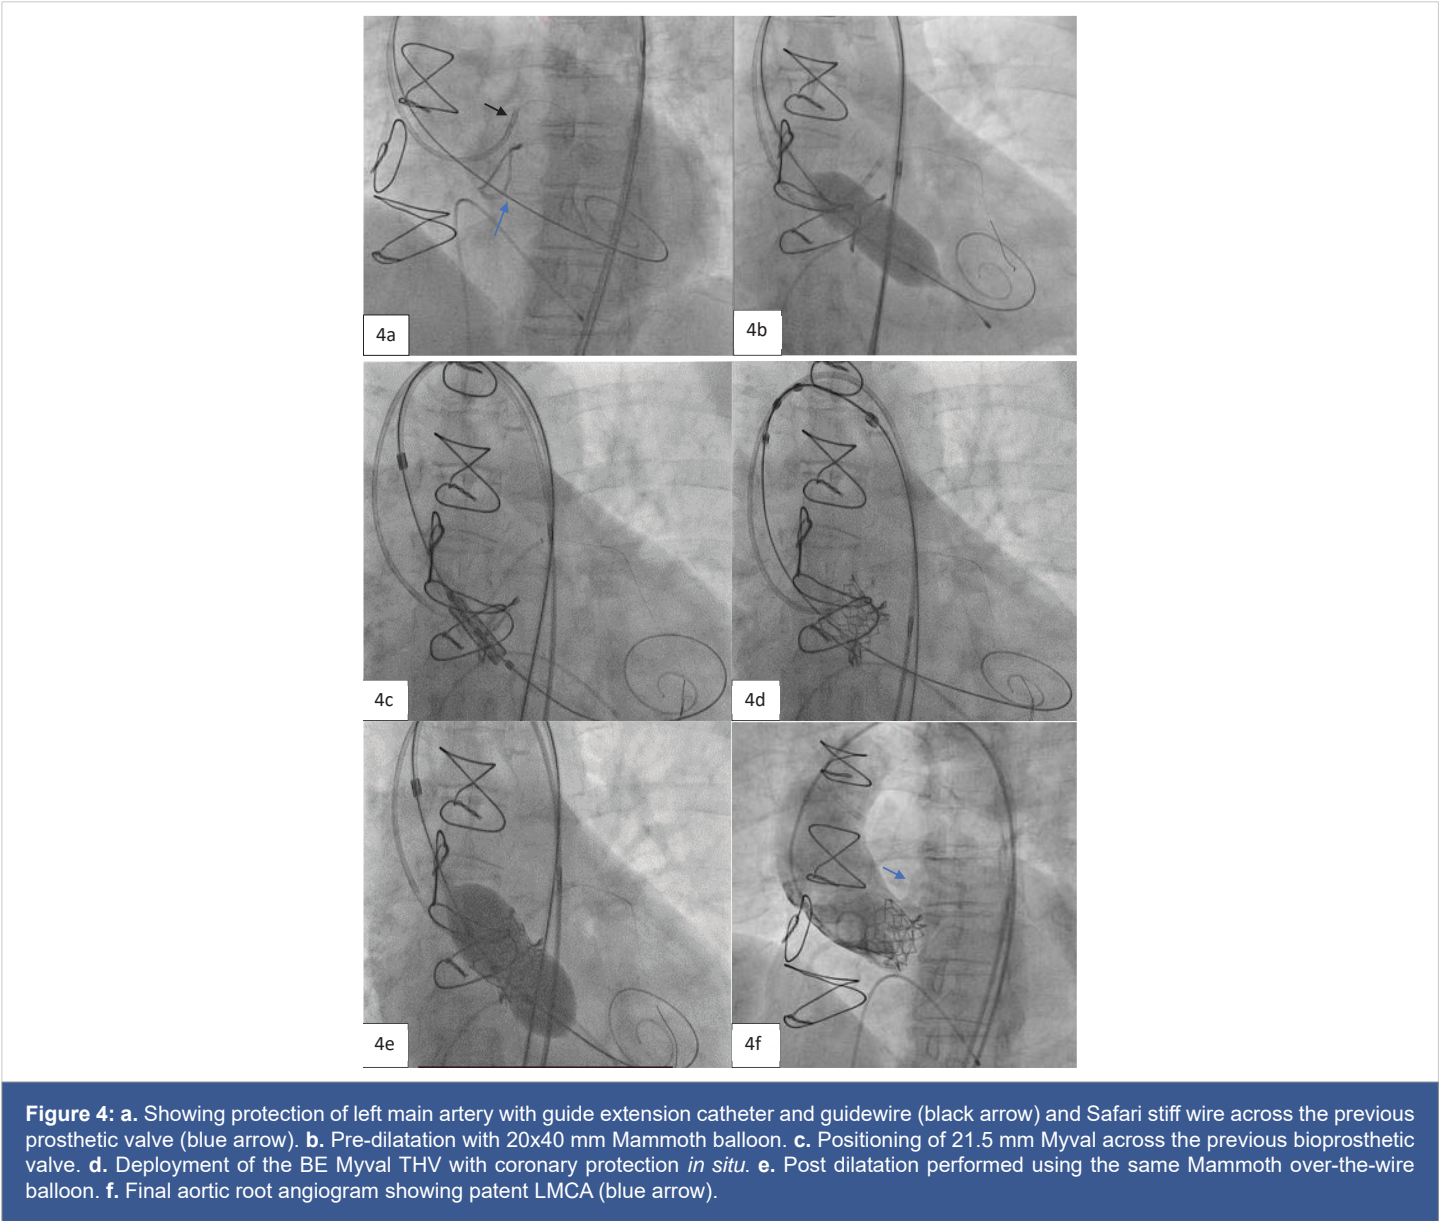 4a
4b
4c
4d
4e
4f
Figure 4: a. Showing protection of left main artery with guide extension catheter and guidewire (black arrow) and Safari stiff wire across the previous
prosthetic valve (blue arrow). b. Pre-dilatation with 20x40 mm Mammoth balloon. c. Positioning of 21.5 mm Myval across the previous bioprosthetic
valve. d. Deployment of the BE Myval THV with coronary protection in situ. e. Post dilatation performed using the same Mammoth over-the-wire
balloon. f. Final aortic root angiogram showing patent LMCA (blue arrow).